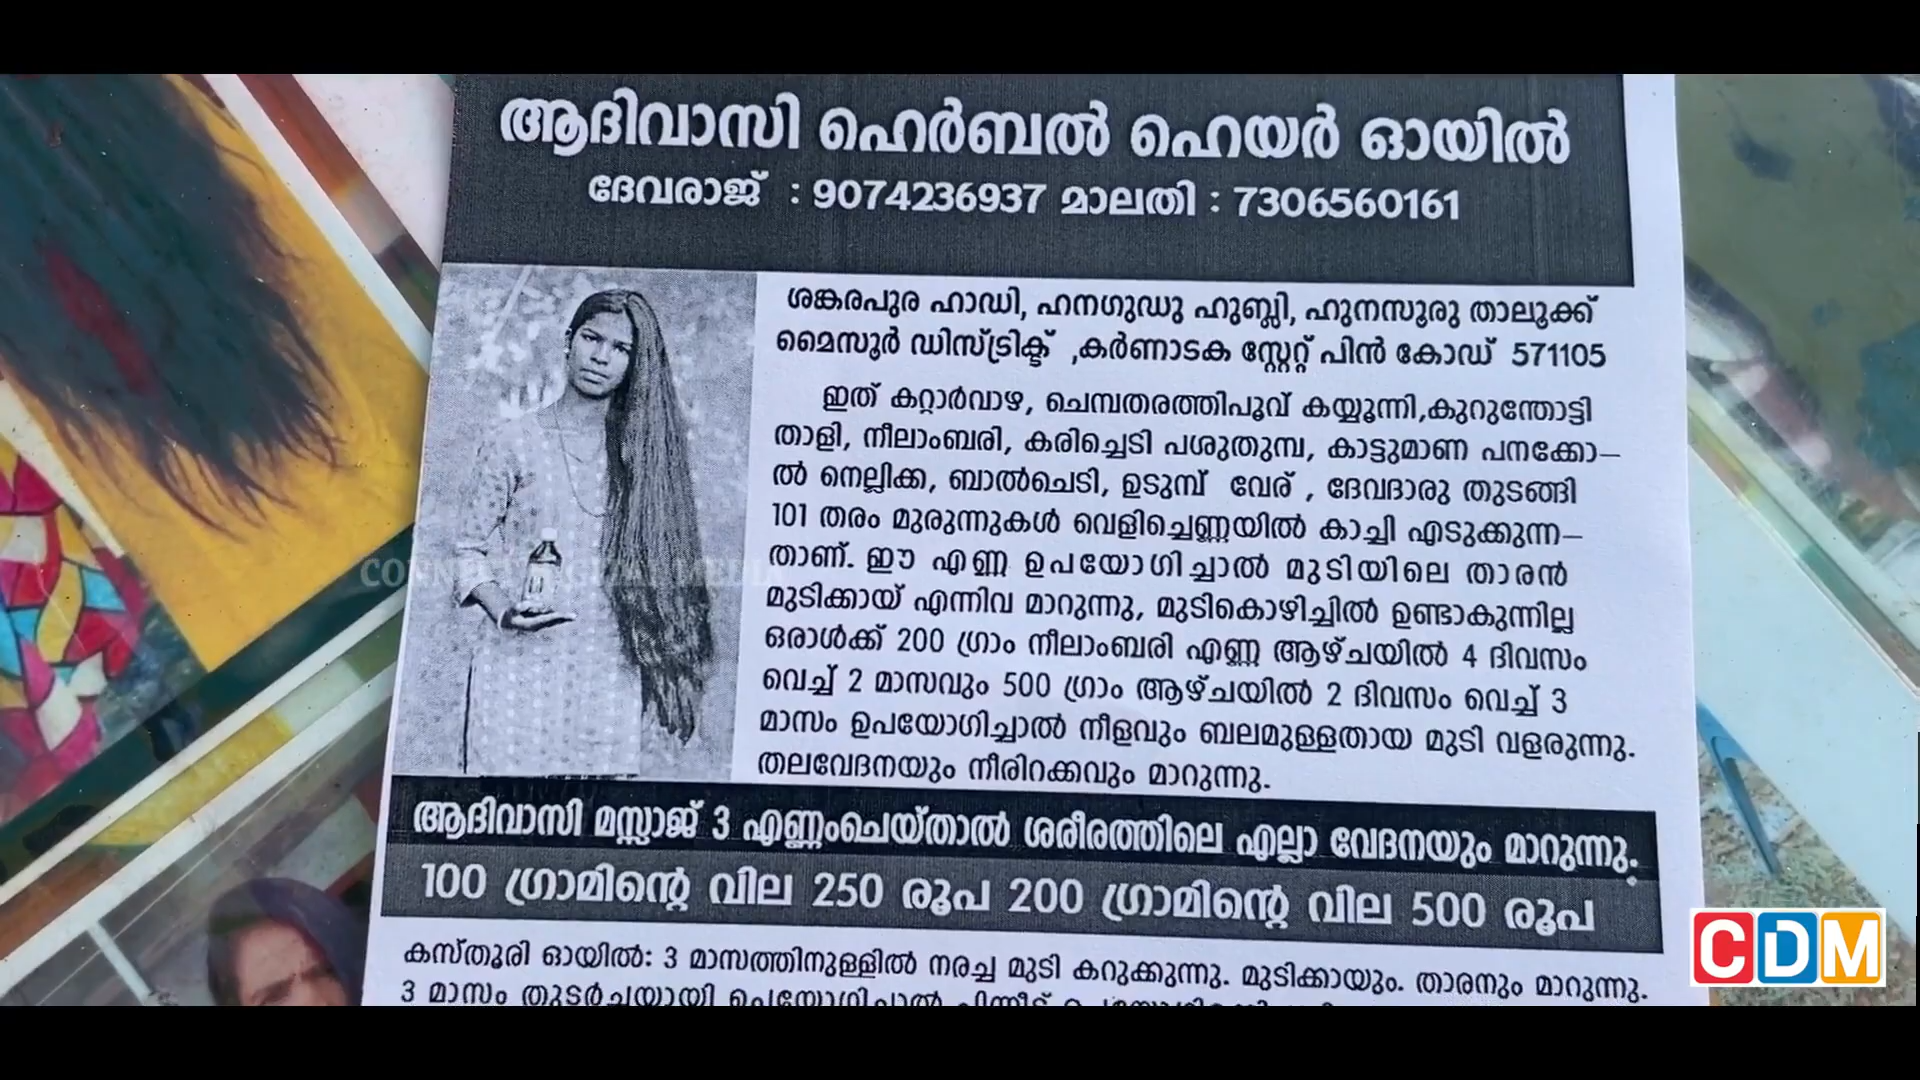 ആദിവാസി ഹെർബൽ ഹെയർ ഓയിൽ
ദേവരാജ് : 9074236937 മാലതി : 7306560161
ശങ്കരപുര ഹാഡി, ഹനഗുഡു ഹുബ്ലി, ഹുനസൂരു താലൂക്ക്
മൈസൂർ ഡിസ്ട്രിക്ട് ,കർണാടക സ്റ്റേറ്റ് പിൻ കോഡ് 571105
ഇത് കറ്റാർവാഴ, ചെമ്പതരത്തിപൂവ് കയ്യൂന്നി,കുറുന്തോട്ടി
താളി, നീലാംബരി, കരിച്ചെടി പശുതുമ്പ, കാട്ടുമാണ പനക്കോ–
ൽ നെല്ലിക്ക, ബാൽചെടി, ഉടുമ്പ് വേര് , ദേവദാരു തുടങ്ങി
101 തരം മുരുന്നുകൾ വെളിച്ചെണ്ണയിൽ കാച്ചി എടുക്കുന്ന–
താണ്. ഈ എണ്ണ ഉപയോഗിച്ചാൽ മുടിയിലെ താരൻ
മുടിക്കായ് എന്നിവ മാറുന്നു, മുടികൊഴിച്ചിൽ ഉണ്ടാകുന്നില്ല
ഒരാൾക്ക് 200 ഗ്രാം നീലാംബരി എണ്ണ ആഴ്ചയിൽ 4 ദിവസം
വെച്ച് 2 മാസവും 500 ഗ്രാം ആഴ്ചയിൽ 2 ദിവസം വെച്ച് 3
മാസം ഉപയോഗിച്ചാൽ നീളവും ബലമുള്ളതായ മുടി വളരുന്നു.
തലവേദനയും നീരിറക്കവും മാറുന്നു.
ആദിവാസി മസ്സാജ് 3 എണ്ണംചെയ്താൽ ശരീരത്തിലെ എല്ലാ വേദനയും മാറുന്നു.
100 ഗ്രാമിന്റെ വില 250 രൂപ 200 ഗ്രാമിന്റെ വില 500 രൂപ
കസ്തൂരി ഓയിൽ: 3 മാസത്തിനുള്ളിൽ നരച്ച മുടി കറുക്കുന്നു. മുടിക്കായും. താരനും മാറുന്നു.
3 മാസം തുടർച്ചയായി
CDM